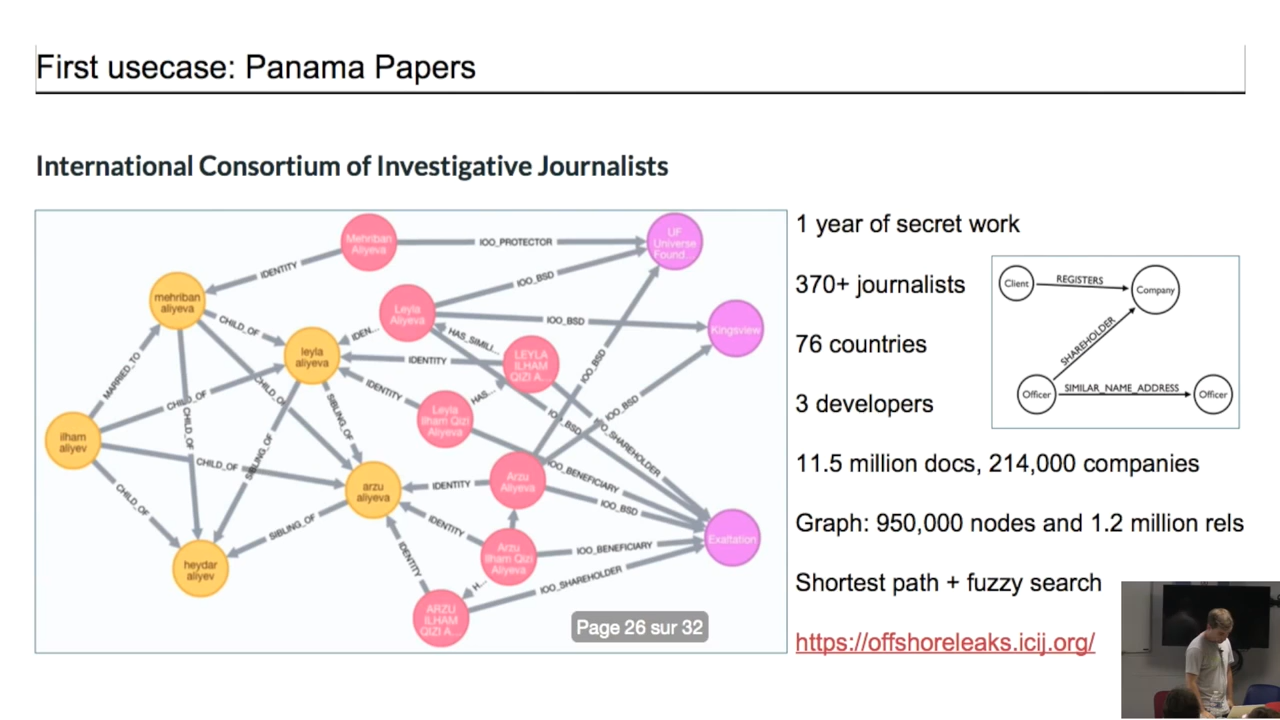 First usecase: Panama Papers
International Consortium of Investigative Journalists
1 year of secret work
370+ journalists
76 countries
3 developers
11.5 million docs, 214,000 companies
Graph: 950,000 nodes and 1.2 million rels
Shortest path + fuzzy search
https://offshoreleaks.icij.org/
Mehriban
Aliyeva
IOO_PROTECTOR
UF
Universe
Found...
IDENTITY
mehriban
aliyeva
IOO_BSD
Leyla
Aliyeva
IOO_BSD
Kingsview
CHILD_OF
IDEN...
HAS_SIMILI...
leyla
aliyeva
IDENTITY
LEYLA
ILHAM
QIZI A...
MARRIED_TO
CHILD_OF
CHILD_OF
IDENTITY
HAS...
IOO_BSD
IOO_BSD
IOO_BSD
IOO_SHAREHOLDER
Leyla
Ilham Qizi
Aliyeva
CHILD_OF
SIBLING_OF
SIBLING_OF
ilham
aliyev
CHILD_OF
arzu
aliyeva
IDENTITY
Arzu
Aliyeva
IOO_BENEFICIARY
IOO_BSD
CHILD_OF
SIBLING_OF
IDENTITY
Exaltation
Arzu
Ilham Qizi
Aliyeva
IOO_BENEFICIARY
heydar
aliyev
IDENTITY
H...
IOO_SHAREHOLDER
ARZU
ILHAM
QIZI A...
Page 26 sur 32
Client
REGISTERS
Company
SHAREHOLDER
Officer
SIMILAR_NAME_ADDRESS
Officer